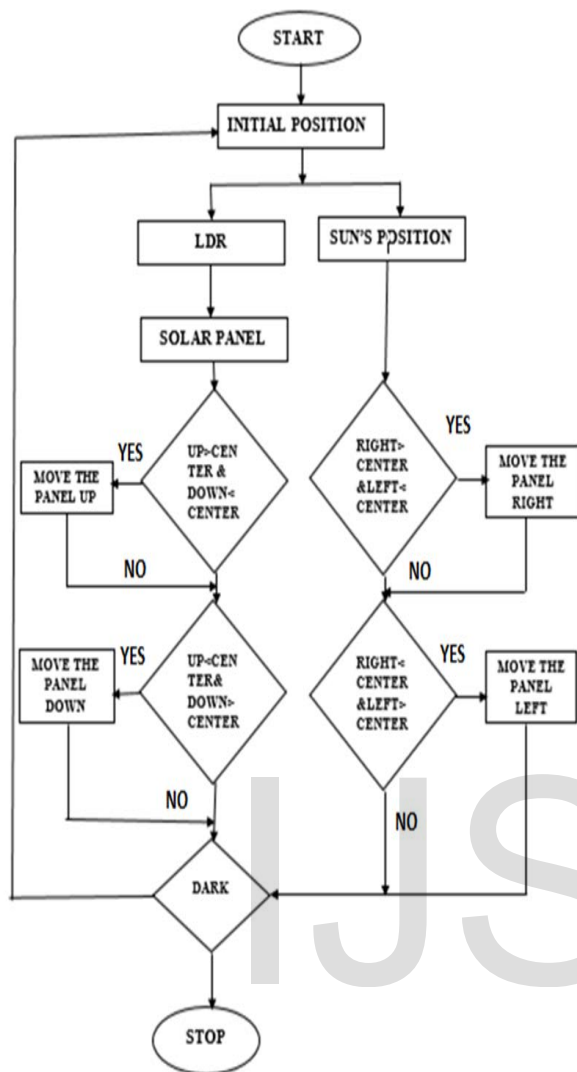 START
INITIAL POSITION
LDR
SUN'S POSITION
SOLAR PANEL
YES
UP>CEN
TER &
DOWN<
CENTER
MOVE THE
PANEL UP
NO
RIGHT>
CENTER
&LEFT<
CENTER
YES
MOVE THE
PANEL
RIGHT
NO
YES
UP<CEN
TER&
DOWN>
CENTER
MOVE THE
PANEL
DOWN
NO
RIGHT<
CENTER
&LEFT>
CENTER
YES
MOVE THE
PANEL
LEFT
NO
DARK
STOP
IJS